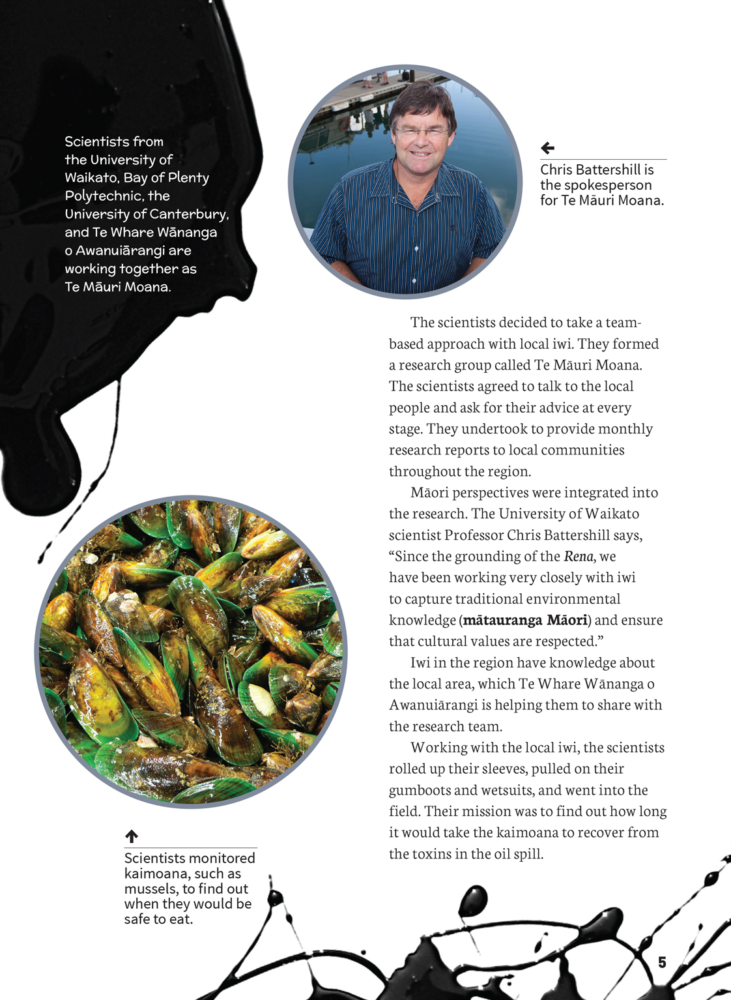 Scientists from
the University of
Waikato, Bay of Plenty
Polytechnic, the
University of Canterbury,
and Te Whare Wānanga
o Awanuiārangi are
working together as
Te Māuri Moana.
Chris Battershill is
the spokesperson
for Te Māuri Moana.
The scientists decided to take a team-
based approach with local iwi. They formed
a research group called Te Māuri Moana.
The scientists agreed to talk to the local
people and ask for their advice at every
stage. They undertook to provide monthly
research reports to local communities
throughout the region.
Māori perspectives were integrated into
the research. The University of Waikato
scientist Professor Chris Battershill says,
“Since the grounding of the Rena, we
have been working very closely with iwi
to capture traditional environmental
knowledge (mātauranga Māori) and ensure
that cultural values are respected.”
Iwi in the region have knowledge about
the local area, which Te Whare Wānanga o
Awanuiārangi is helping them to share with
the research team.
Working with the local iwi, the scientists
rolled up their sleeves, pulled on their
gumboots and wetsuits, and went into the
field. Their mission was to find out how long
it would take the kaimoana to recover from
the toxins in the oil spill.
Scientists monitored
kaimoana, such as
mussels, to find out
when they would be
safe to eat.
5